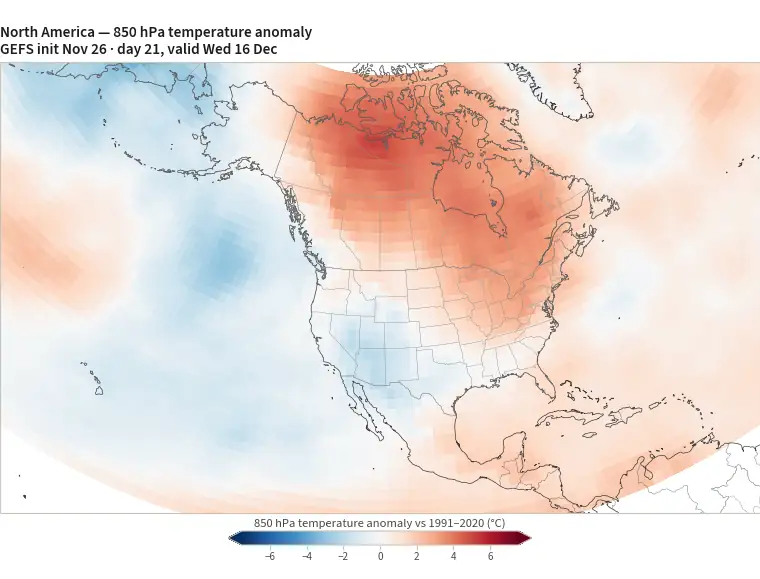 North America — 850 hPa temperature anomaly
GEFS init Nov 26 · day 21, valid Wed 16 Dec
850 hPa temperature anomaly vs 1991–2020 (°C)
−6 −4 −2 0 2 4 6